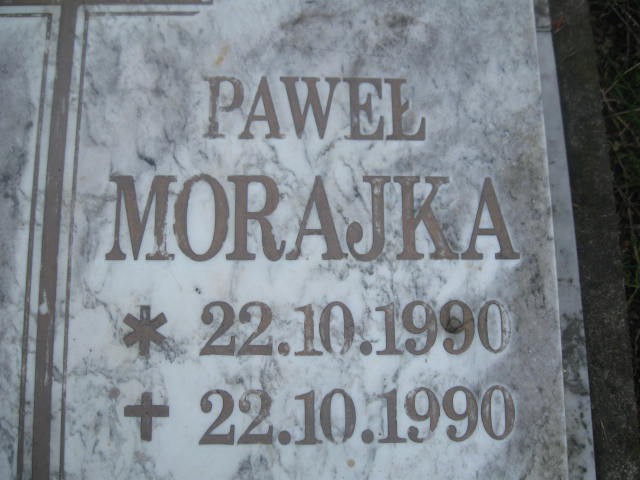 PAWEŁ
MORAJKA
* 22.10.1990
+ 22.10.1990